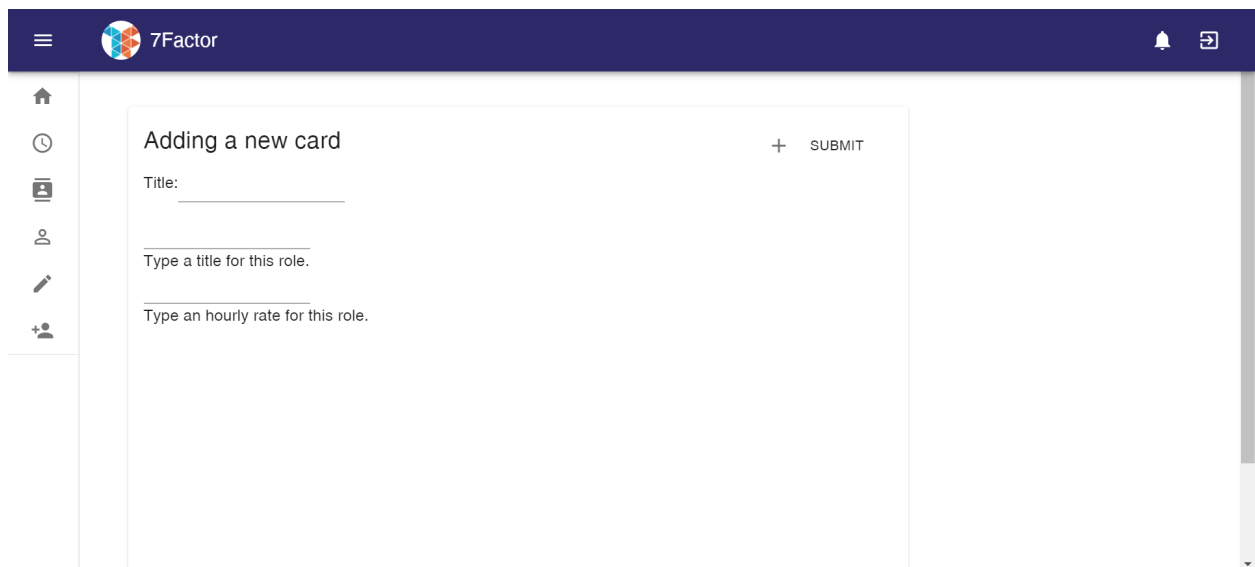 7Factor
Adding a new card
SUBMIT
Title:
Type a title for this role.
Type an hourly rate for this role.